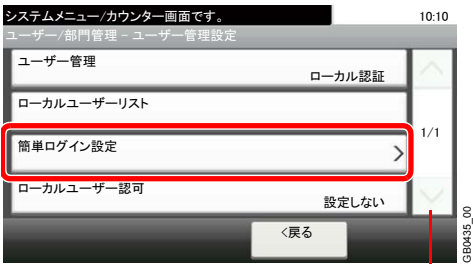 システムメニュー/カウンター画面です。 10:10
ユーザー/部門管理 - ユーザー管理設定
ユーザー管理
ローカル認証
ローカルユーザーリスト
1/1
簡単ログイン設定
ローカルユーザー認可
設定しない
<戻る
GB0435_00